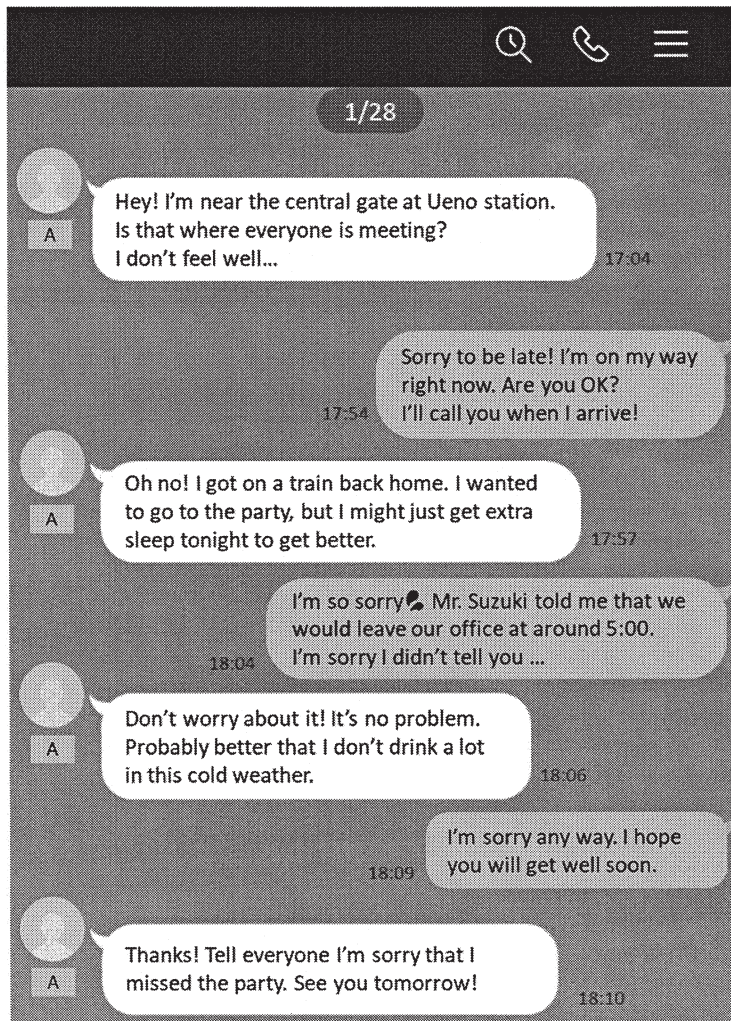 1/28
Hey! I'm near the central gate at Ueno station.
Is that where everyone is meeting?
I don't feel well...
A
17:04
Sorry to be late! I'm on my way
right now. Are you OK?
I'll call you when I arrive!
17:54
Oh no! I got on a train back home. I wanted
to go to the party, but I might just get extra
sleep tonight to get better.
A
17:57
I'm so sorry Mr. Suzuki told me that we
would leave our office at around 5:00.
I'm sorry I didn't tell you ...
18:04
Don't worry about it! It's no problem.
Probably better that I don't drink a lot
in this cold weather.
A
18:06
I'm sorry any way. I hope
you will get well soon.
18:09
Thanks! Tell everyone I'm sorry that I
missed the party. See you tomorrow!
A
18:10